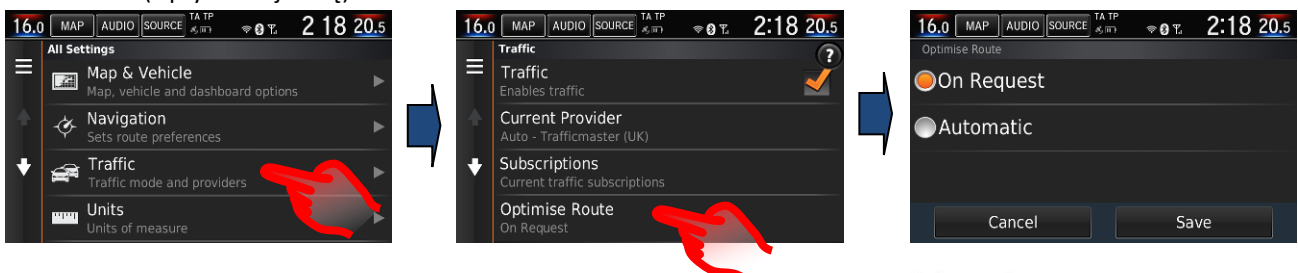 16.0 MAP AUDIO SOURCE TA TP 2 18 20.5
All Settings
Map & Vehicle
Map, vehicle and dashboard options
Navigation
Sets route preferences
Traffic
Traffic mode and providers
Units
Units of measure
16.0 MAP AUDIO SOURCE TA TP 2:18 20.5
Traffic
?
Traffic
Enables traffic
Current Provider
Auto - Trafficmaster (UK)
Subscriptions
Current traffic subscriptions
Optimise Route
On Request
16.0 MAP AUDIO SOURCE TA TP 2:18 20.5
Optimise Route
On Request
Automatic
Cancel Save